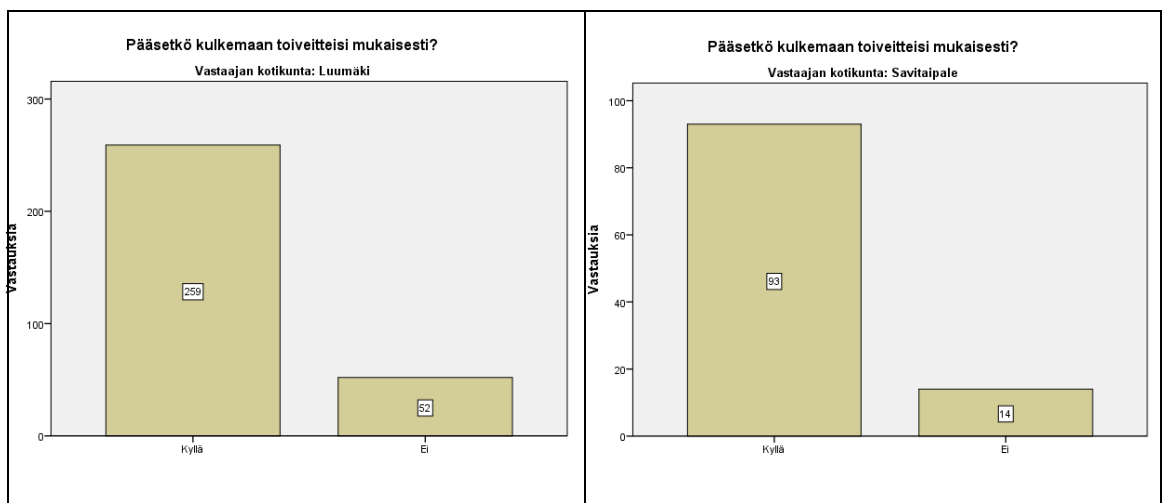 Pääsetkö kulkemaan toiveitteisi mukaisesti?
Vastaajan kotikunta: Luumäki
Vastauksia
300
200
100
0
259
52
Kyllä
Ei
Pääsetkö kulkemaan toiveitteisi mukaisesti?
Vastaajan kotikunta: Savitaipale
Vastauksia
100
80
60
40
20
0
93
14
Kyllä
Ei